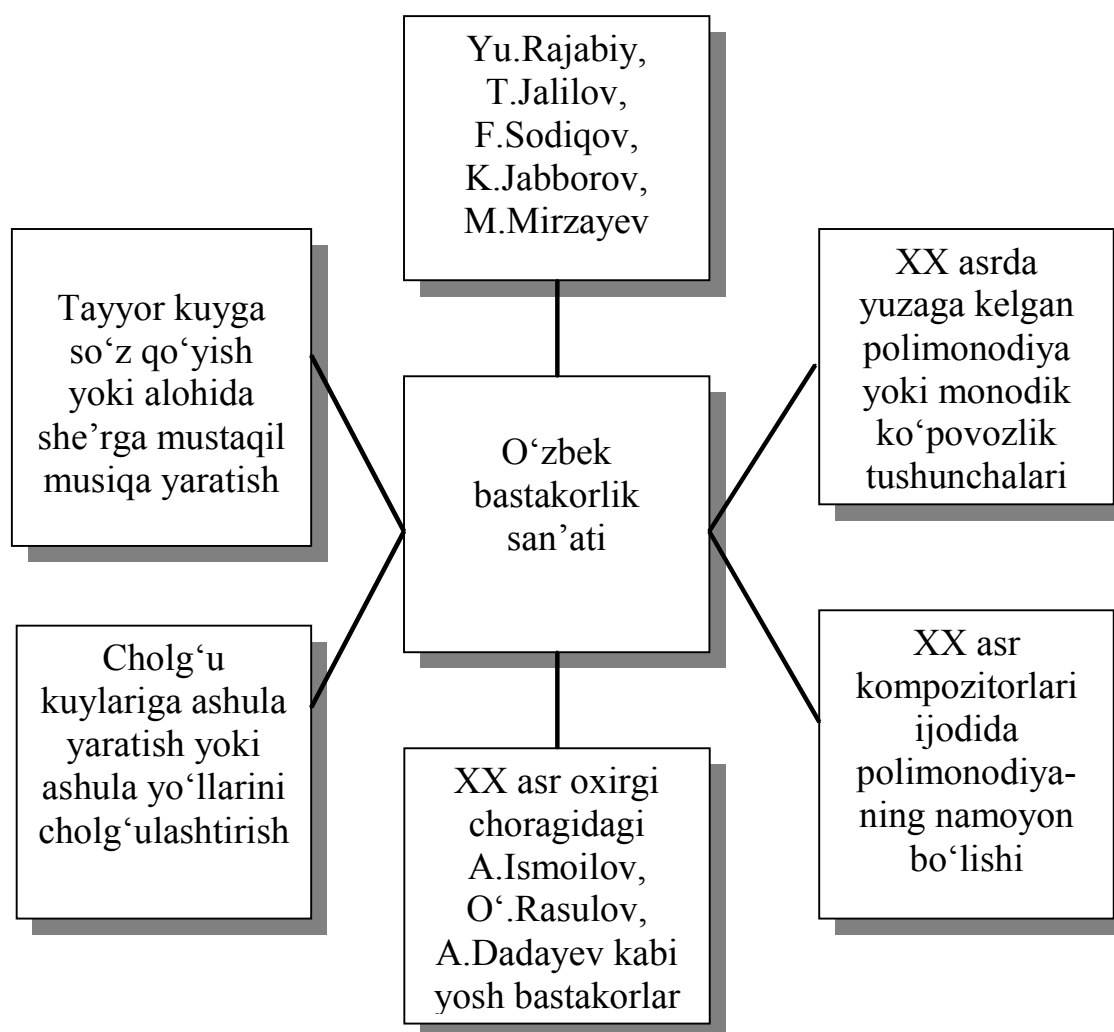 Yu.Rajabiy,
T.Jalilov,
F.Sodiqov,
K.Jabborov,
M.Mirzayev
Tayyor kuyga
so‘z qo‘yish
yoki alohida
she’rga mustaqil
musiqa yaratish
O‘zbek
bastakorlik
san’ati
XX asrda
yuzaga kelgan
polimonodiya
yoki monodik
ko‘povozlik
tushunchalari
Cholg‘u
kuylariga ashula
yaratish yoki
ashula yo‘llarini
cholg‘ulashtirish
XX asr oxirgi
choragidagi
A.Ismoilov,
O‘.Rasulov,
A.Dadayev kabi
yosh bastakorlar
XX asr
kompozitorlari
ijodida
polimonodiya-
ning namoyon
bo‘lishi